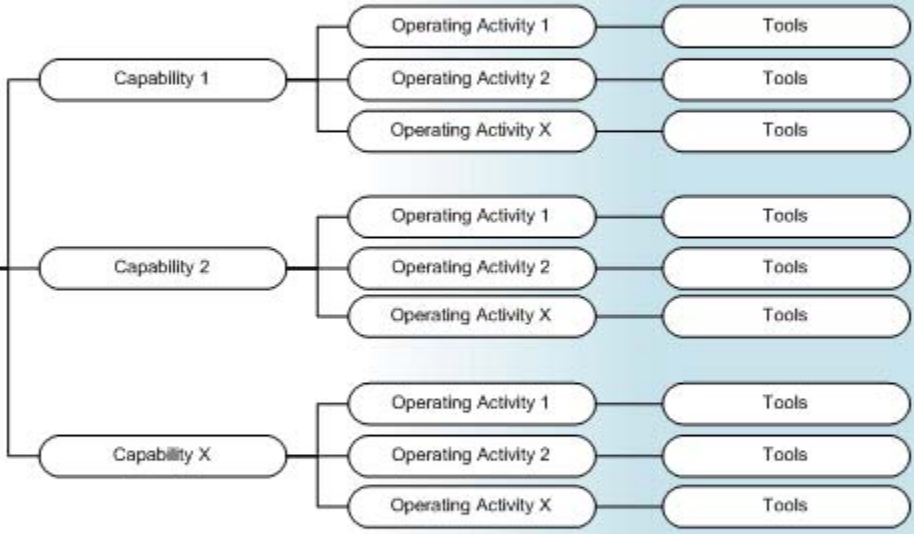 Operating Activity 1
Tools
Capability 1
Operating Activity 2
Tools
Operating Activity X
Tools
Operating Activity 1
Tools
Capability 2
Operating Activity 2
Tools
Operating Activity X
Tools
Operating Activity 1
Tools
Capability X
Operating Activity 2
Tools
Operating Activity X
Tools